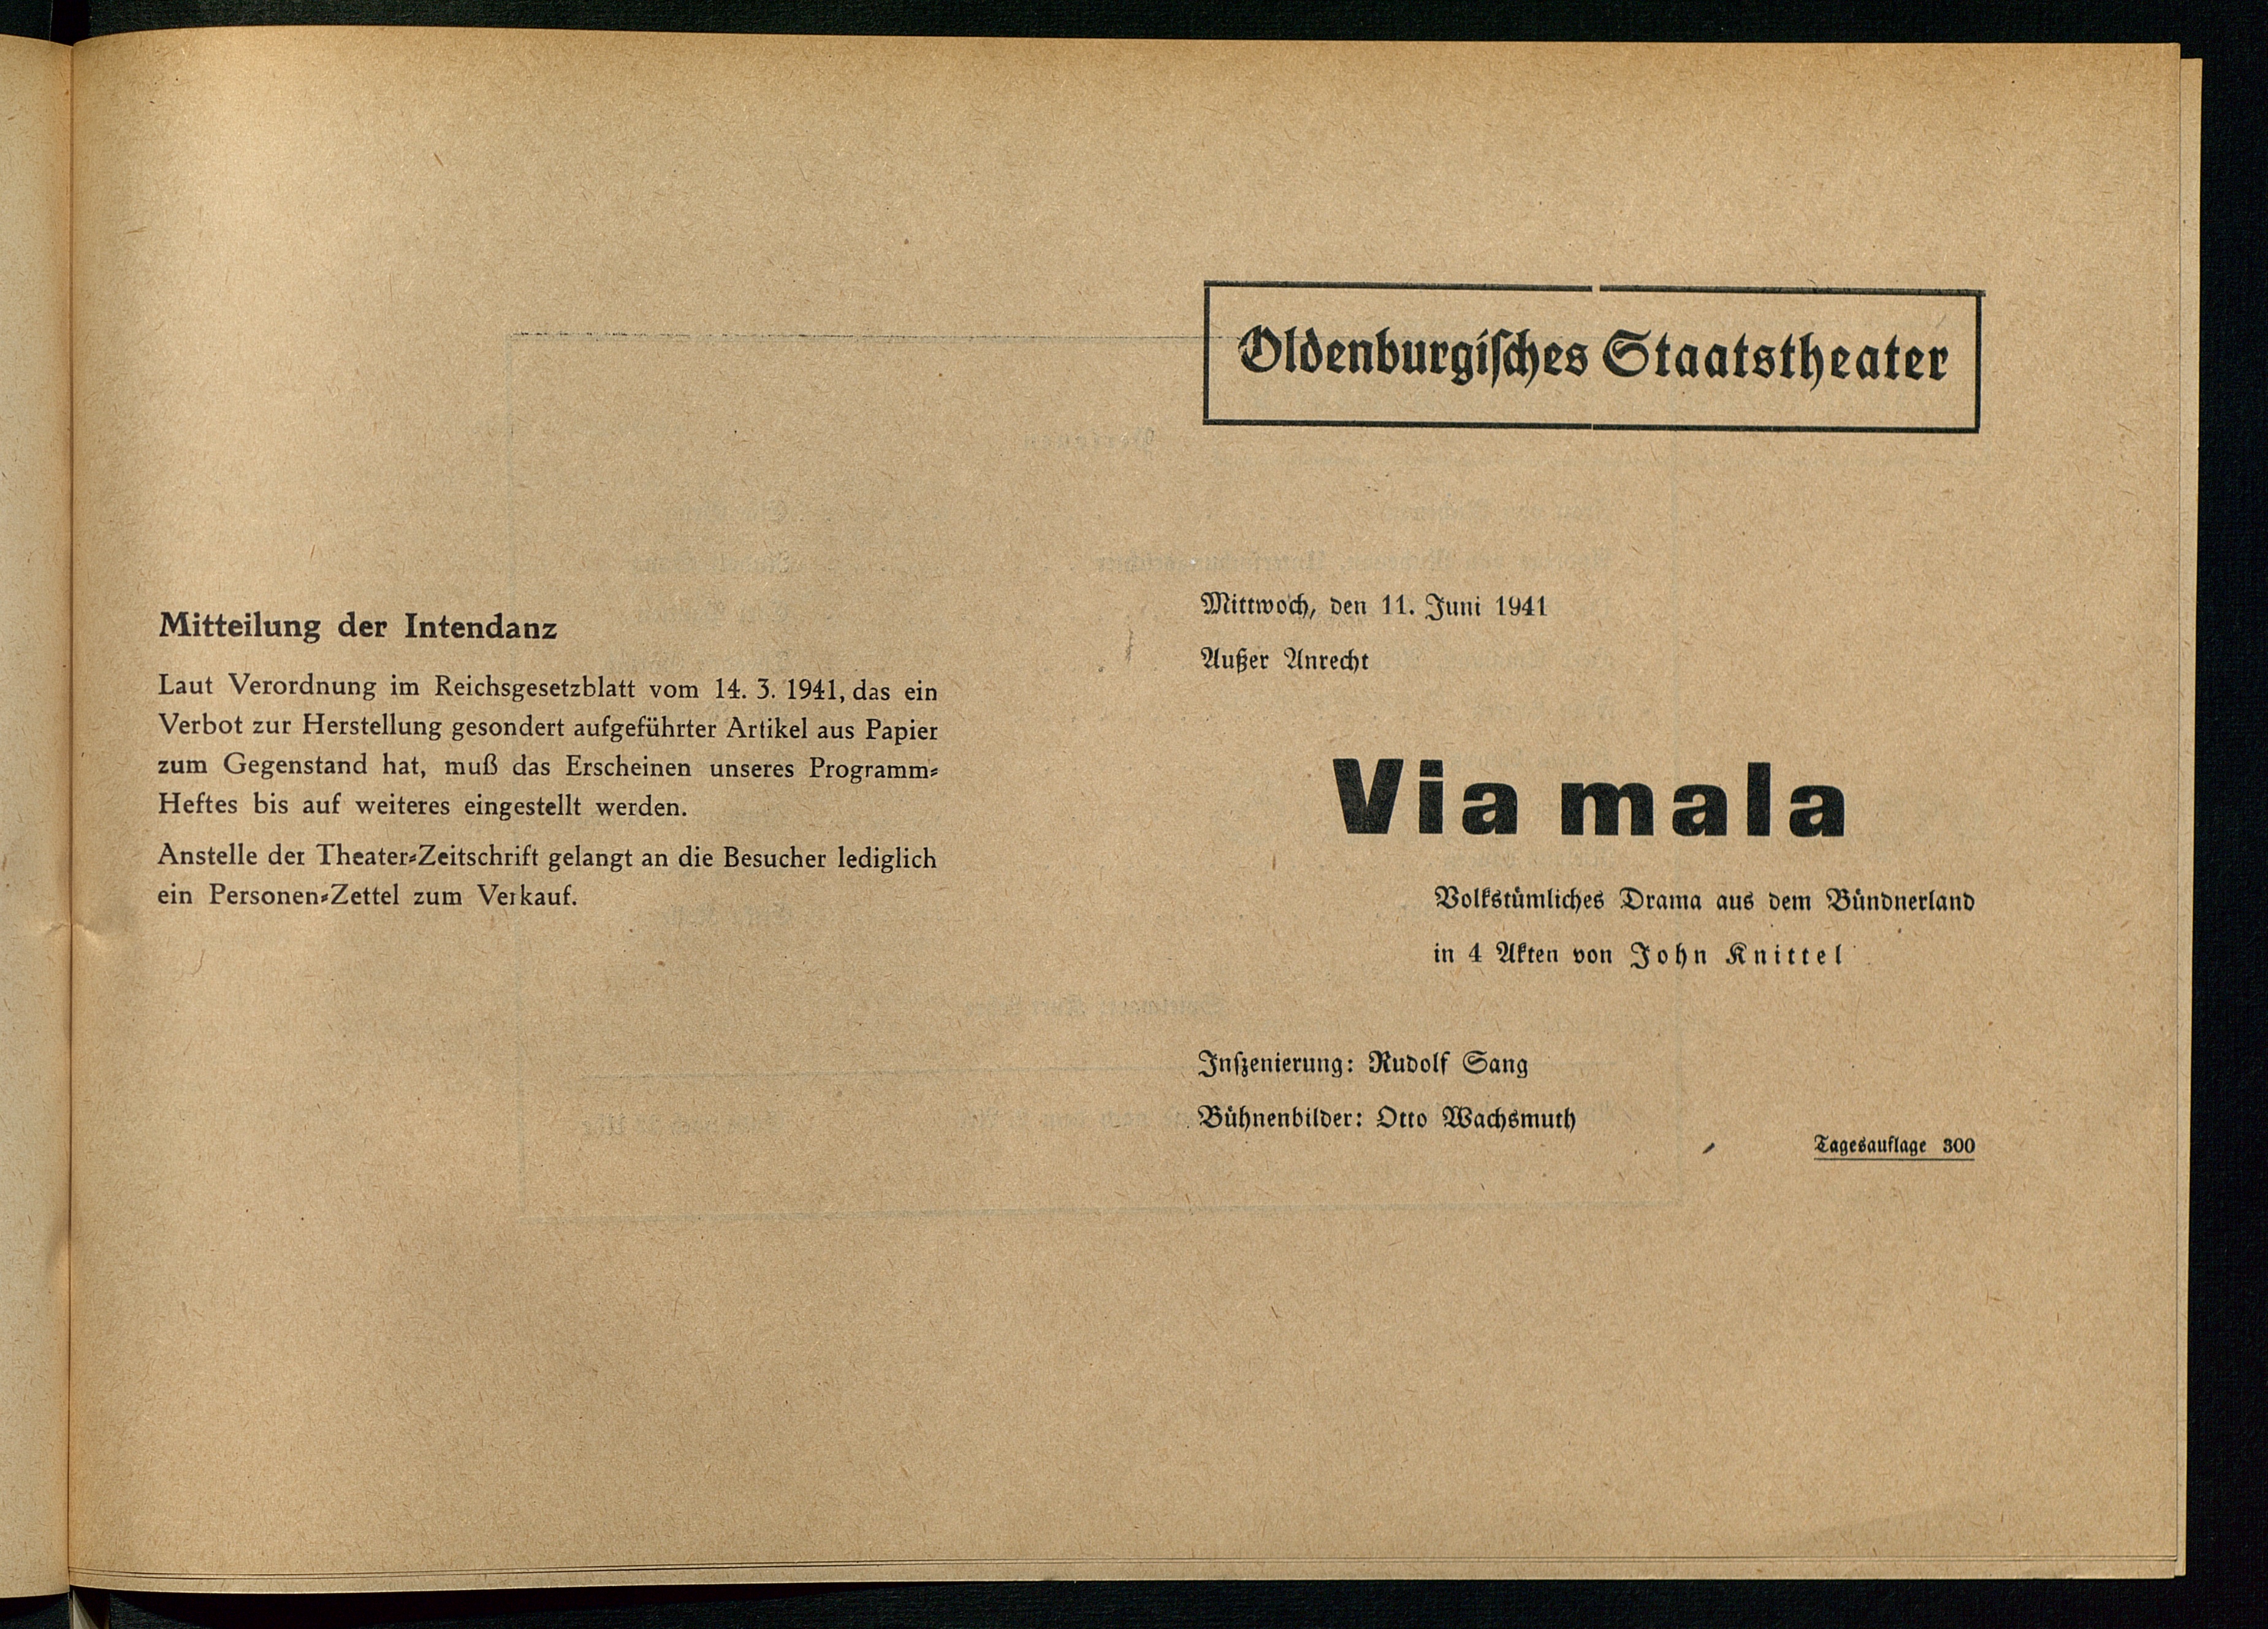 Mitteilung der Intendanz
Laut Verordnung im Reichsgesetzblatt vom 14. 3. 1941, das ein
Verbot zur Herstellung gesondert aufgeführter Artikel aus Papier
zum Gegenstand hat, muß das Erscheinen unseres Programm-
Heftes bis auf weiteres eingestellt werden.
Anstelle der Theater-Zeitschrift gelangt an die Besucher lediglich
ein Personen-Zettel zum Verkauf.
Oldenburgisches Staatstheater
Mittwoch, den 11. Juni 1941
Außer Anrecht
Via mala
Volkstümliches Drama aus dem Bündnerland
in 4 Akten von John Knittel
Inszenierung: Rudolf Sang
Bühnenbilder: Otto Wachsmuth
Tagesauflage 300